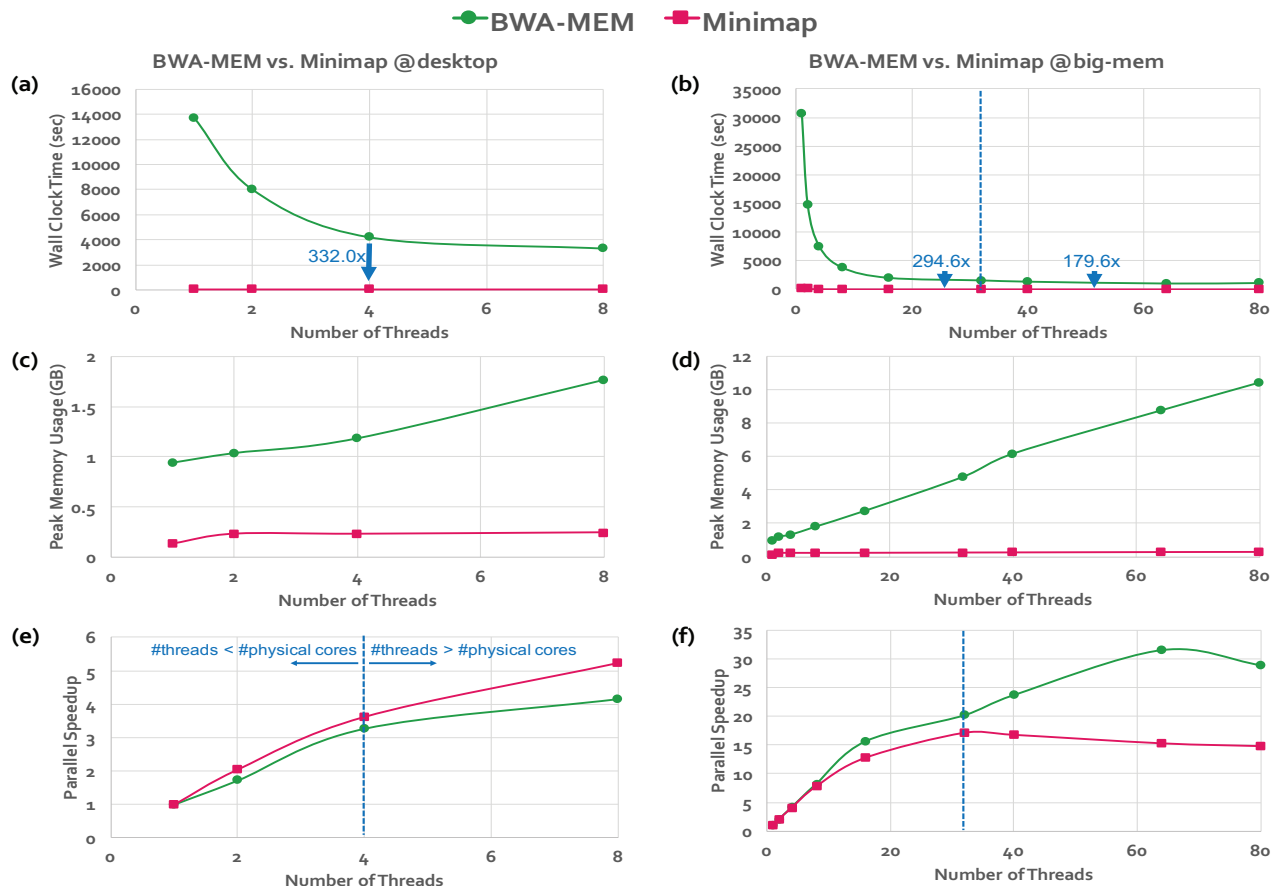 BWA-MEM Minimap
BWA-MEM vs. Minimap @desktop
(a)
Wall Clock Time (sec)
16000
14000
12000
10000
8000
6000
4000
2000
0
332.0x
0 2 4 6 8
Number of Threads
BWA-MEM vs. Minimap @big-mem
(b)
Wall Clock Time (sec)
35000
30000
25000
20000
15000
10000
5000
0
294.6x
179.6x
0 20 40 60 80
Number of Threads
(c)
Peak Memory Usage (GB)
2
1.5
1
0.5
0
0 2 4 6 8
Number of Threads
(d)
Peak Memory Usage (GB)
12
10
8
6
4
2
0
0 20 40 60 80
Number of Threads
(e)
Parallel Speedup
6
5
4
3
2
1
0
#threads < #physical cores
#threads > #physical cores
0 2 4 6 8
Number of Threads
(f)
Parallel Speedup
35
30
25
20
15
10
5
0
0 20 40 60 80
Number of Threads